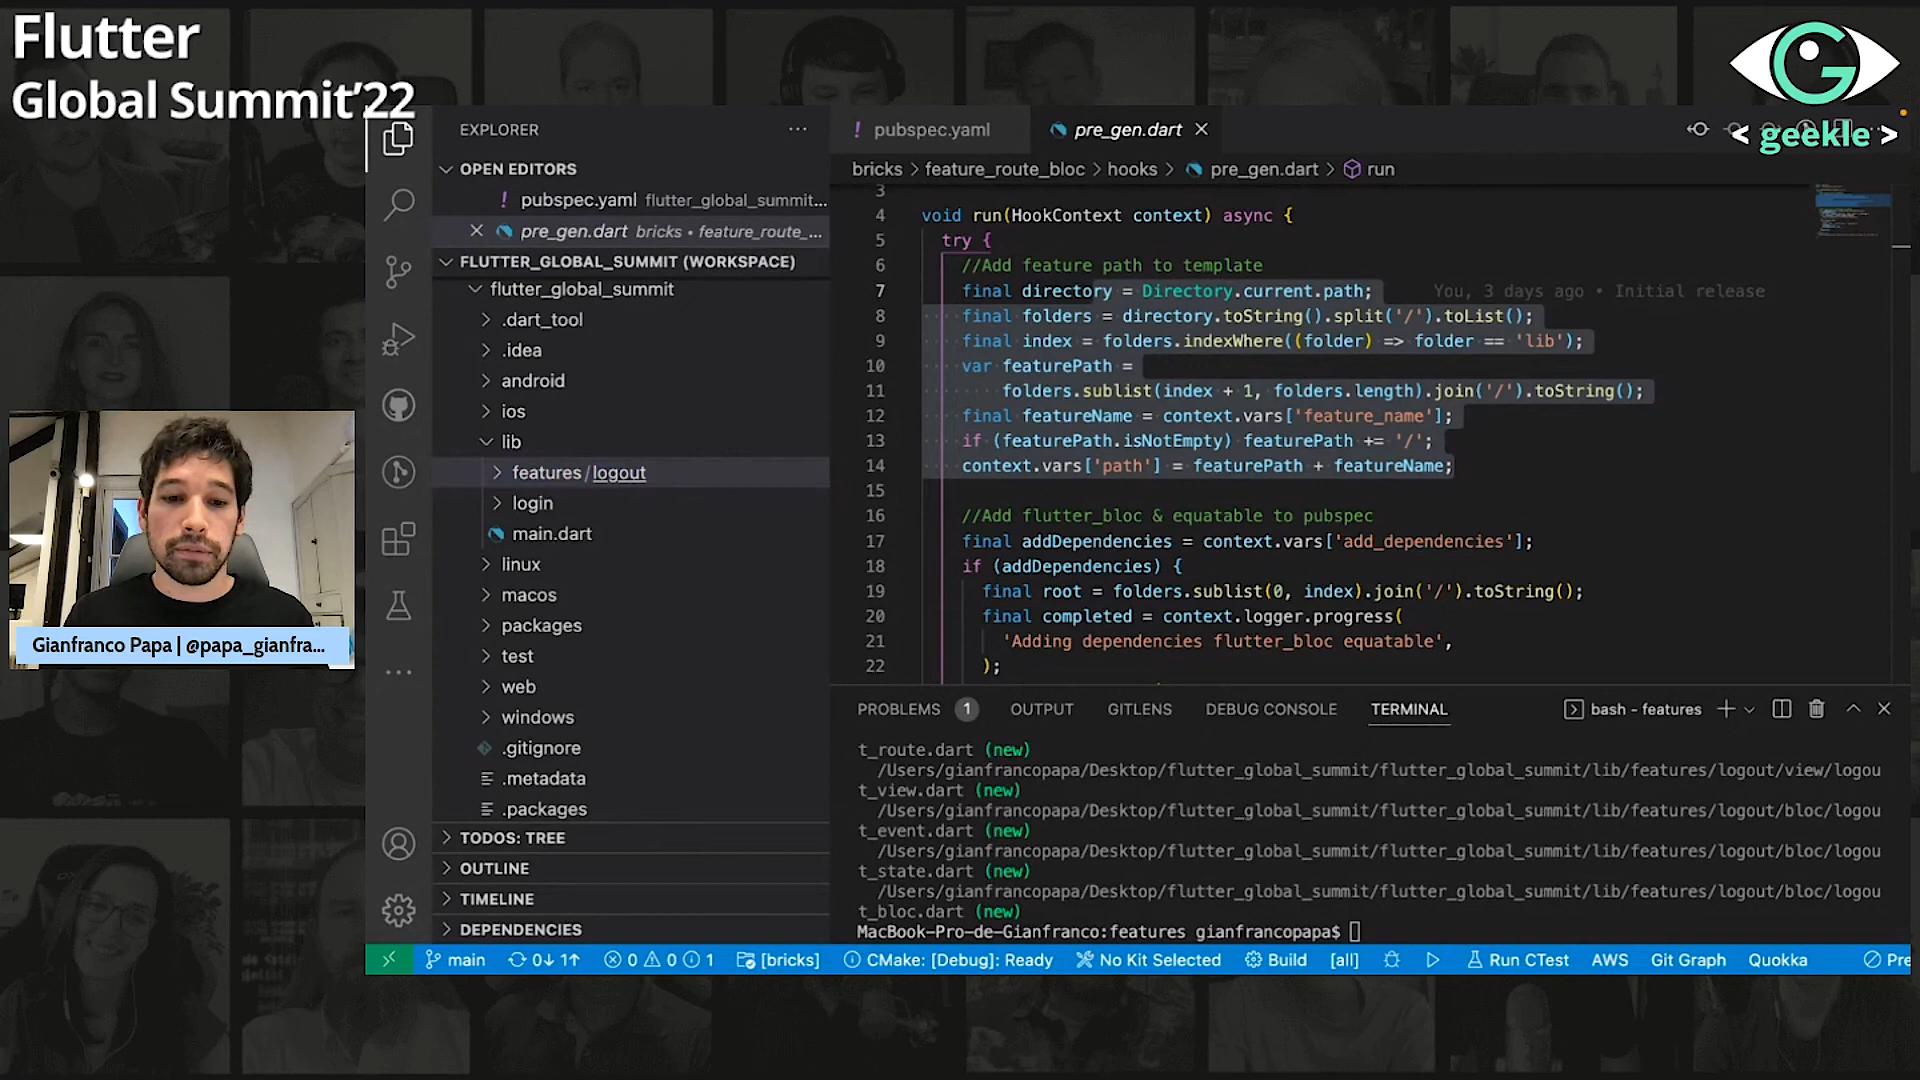 Flutter
Global Summit'22
G
< geekle >
EXPLORER
OPEN EDITORS
! pubspec.yaml flutter_global_summit...
pre_gen.dart bricks • feature_route_...
FLUTTER_GLOBAL_SUMMIT (WORKSPACE)
flutter_global_summit
.dart_tool
.idea
android
ios
lib
features/logout
login
main.dart
linux
macos
packages
test
web
windows
.gitignore
.metadata
.packages
TODOS: TREE
OUTLINE
TIMELINE
DEPENDENCIES
! pubspec.yaml
pre_gen.dart
bricks > feature_route_bloc > hooks > pre_gen.dart > run
3
4 void run(HookContext context) async {
5 try {
6 //Add feature path to template
7 final directory = Directory.current.path; You, 3 days ago • Initial release
8 final folders = directory.toString().split('/').toList();
9 final index = folders.indexWhere((folder) => folder == 'lib');
10 var featurePath =
11 folders.sublist(index + 1, folders.length).join('/').toString();
12 final featureName = context.vars['feature_name'];
13 if (featurePath.isNotEmpty) featurePath += '/';
14 context.vars['path'] = featurePath + featureName;
15
16 //Add flutter_bloc & equatable to pubspec
17 final addDependencies = context.vars['add_dependencies'];
18 if (addDependencies) {
19 final root = folders.sublist(0, index).join('/').toString();
20 final completed = context.logger.progress(
21 'Adding dependencies flutter_bloc equatable',
22 );
PROBLEMS 1 OUTPUT GITLENS DEBUG CONSOLE TERMINAL bash - features
t_route.dart (new)
/Users/gianfrancopapa/Desktop/flutter_global_summit/flutter_global_summit/lib/features/logout/view/logou
t_view.dart (new)
/Users/gianfrancopapa/Desktop/flutter_global_summit/flutter_global_summit/lib/features/logout/bloc/logou
t_event.dart (new)
/Users/gianfrancopapa/Desktop/flutter_global_summit/flutter_global_summit/lib/features/logout/bloc/logou
t_state.dart (new)
/Users/gianfrancopapa/Desktop/flutter_global_summit/flutter_global_summit/lib/features/logout/bloc/logou
t_bloc.dart (new)
MacBook-Pro-de-Gianfranco:features gianfrancopapa$
main 0↓ 1↑ 0 0 1 [bricks] CMake: [Debug]: Ready No Kit Selected Build [all] Run CTest AWS Git Graph Quokka Pre
Gianfranco Papa | @papa_gianfra...